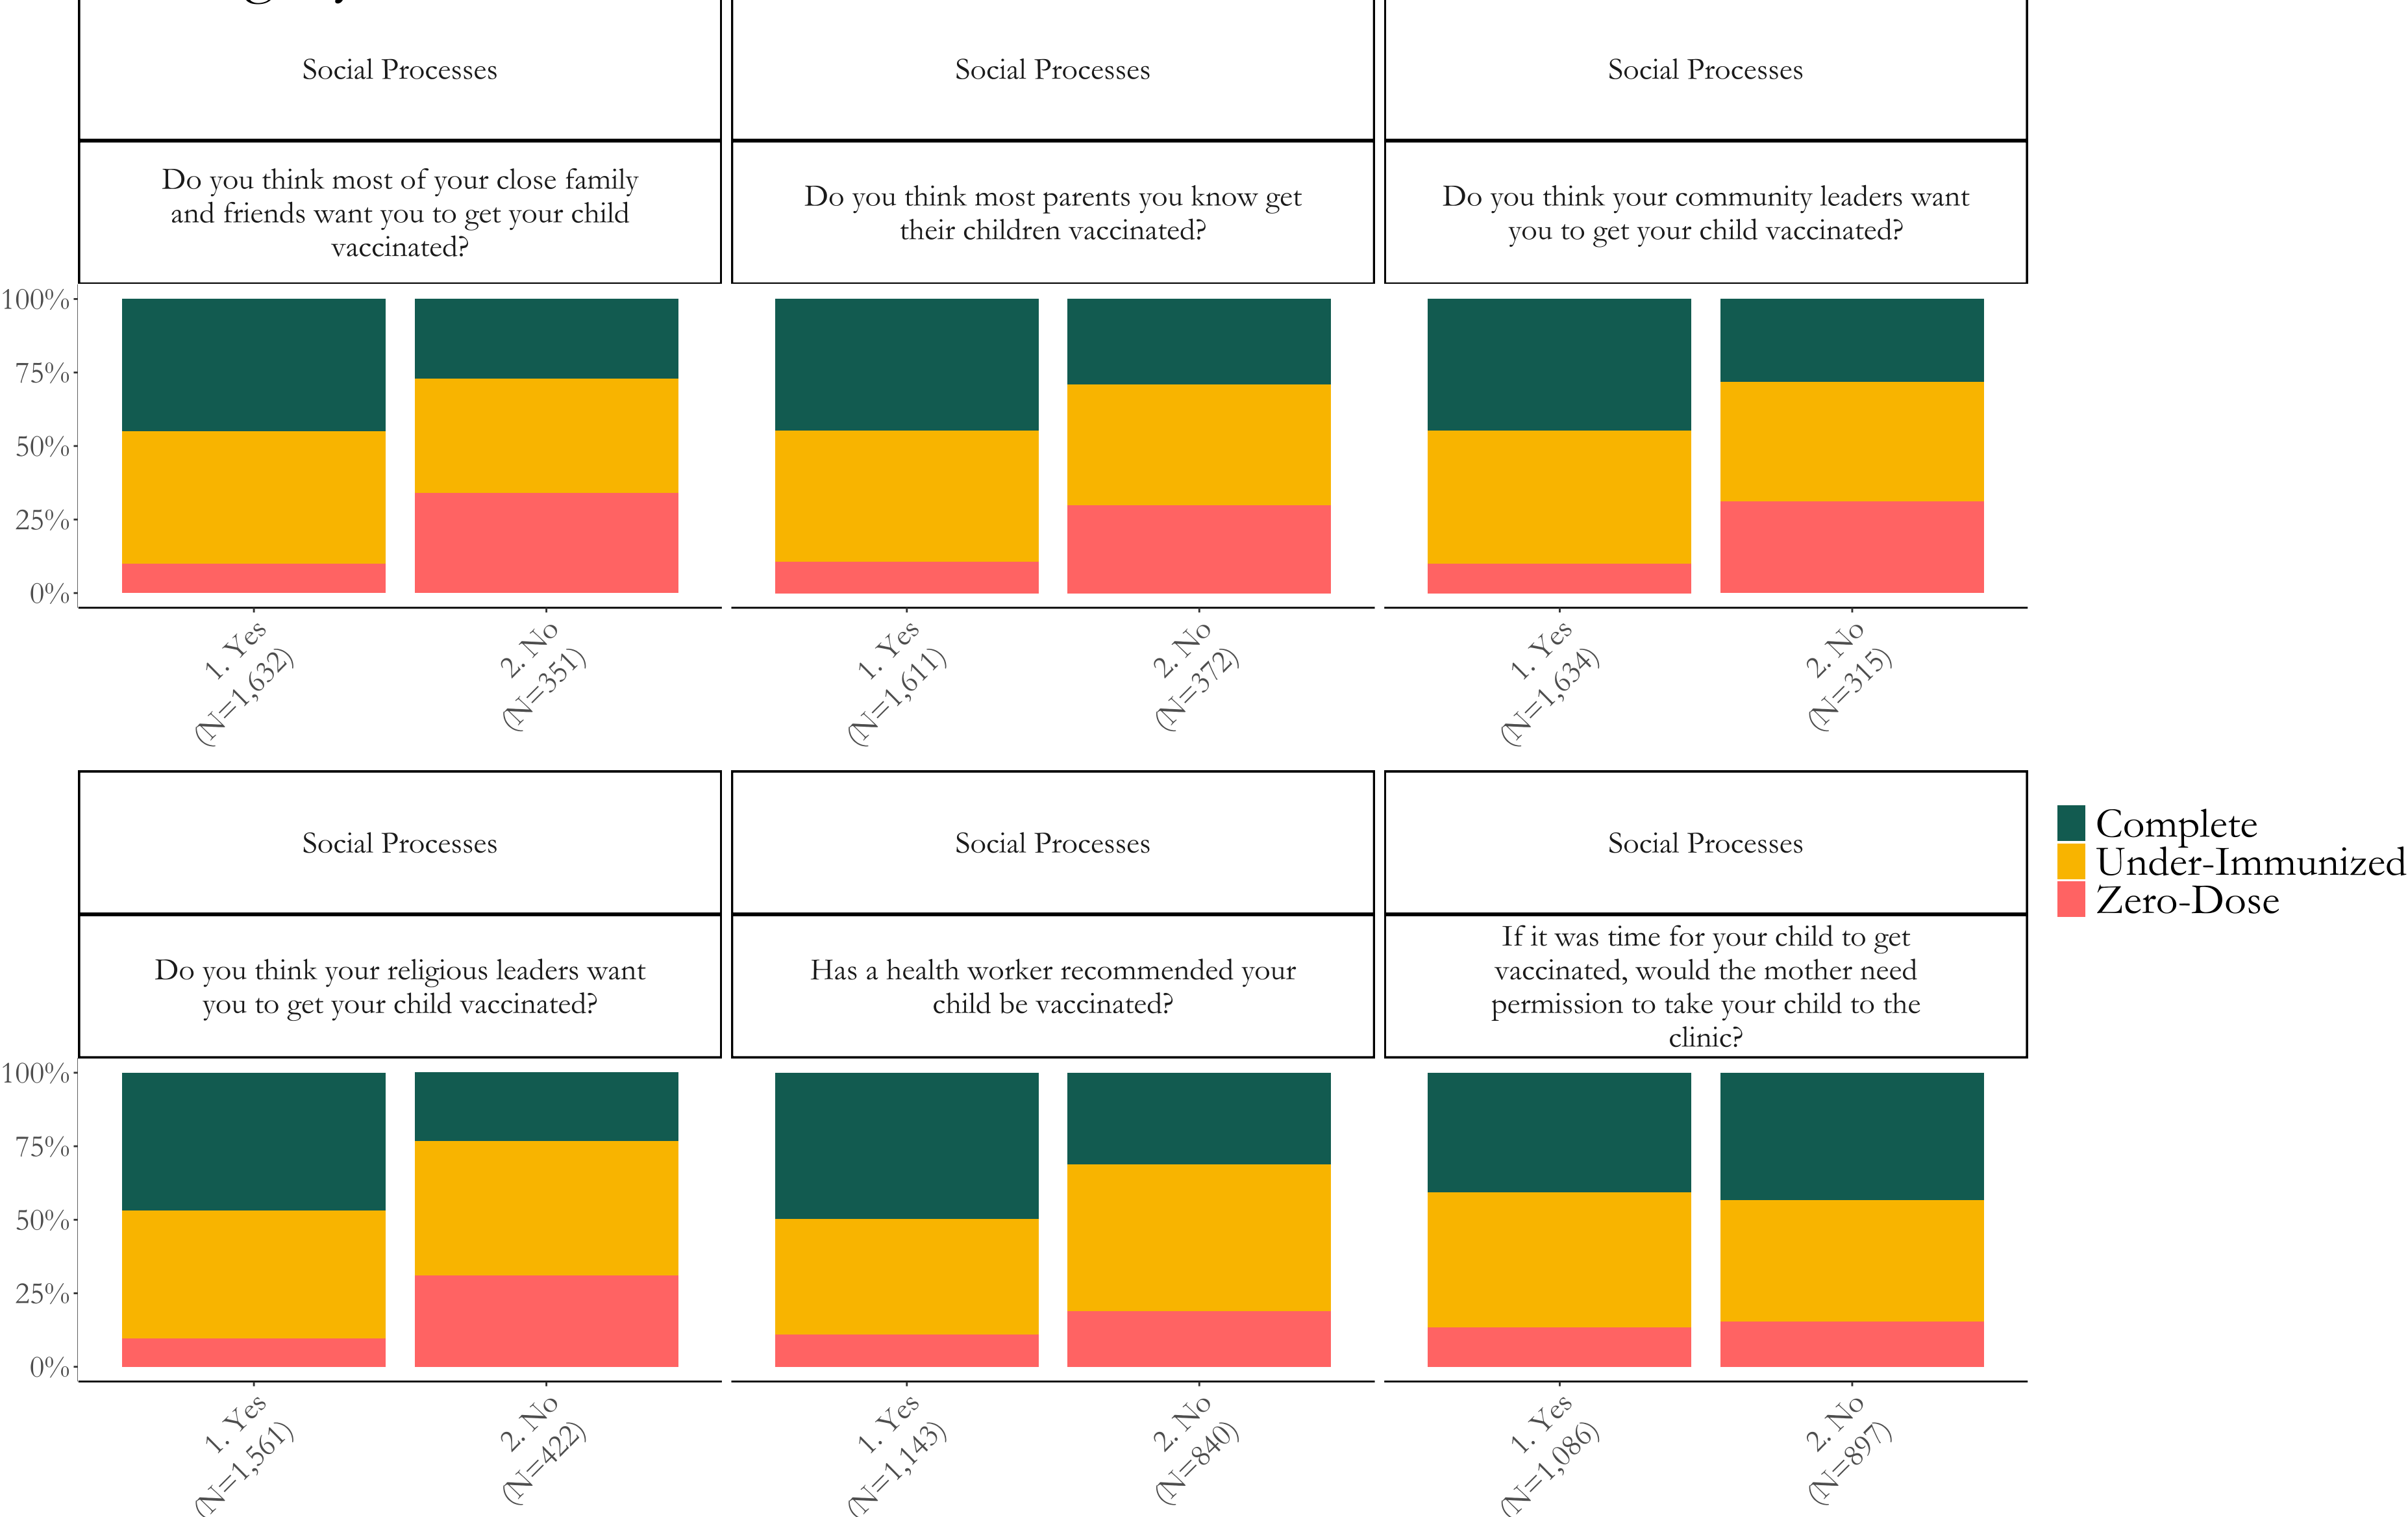 Social Processes
Social Processes
Social Processes
Do you think most of your close family
and friends want you to get your child
vaccinated?
Do you think most parents you know get
their children vaccinated?
Do you think your community leaders want
you to get your child vaccinated?
100%
75%
50%
25%
0%
1. Yes
(N=1,632)
2. No
(N=351)
1. Yes
(N=1,611)
2. No
(N=372)
1. Yes
(N=1,634)
2. No
(N=315)
Social Processes
Social Processes
Social Processes
Do you think your religious leaders want
you to get your child vaccinated?
Has a health worker recommended your
child be vaccinated?
If it was time for your child to get
vaccinated, would the mother need
permission to take your child to the
clinic?
100%
75%
50%
25%
0%
1. Yes
(N=1,561)
2. No
(N=422)
1. Yes
(N=1,143)
2. No
(N=840)
1. Yes
(N=1,086)
2. No
(N=897)
Complete
Under-Immunized
Zero-Dose